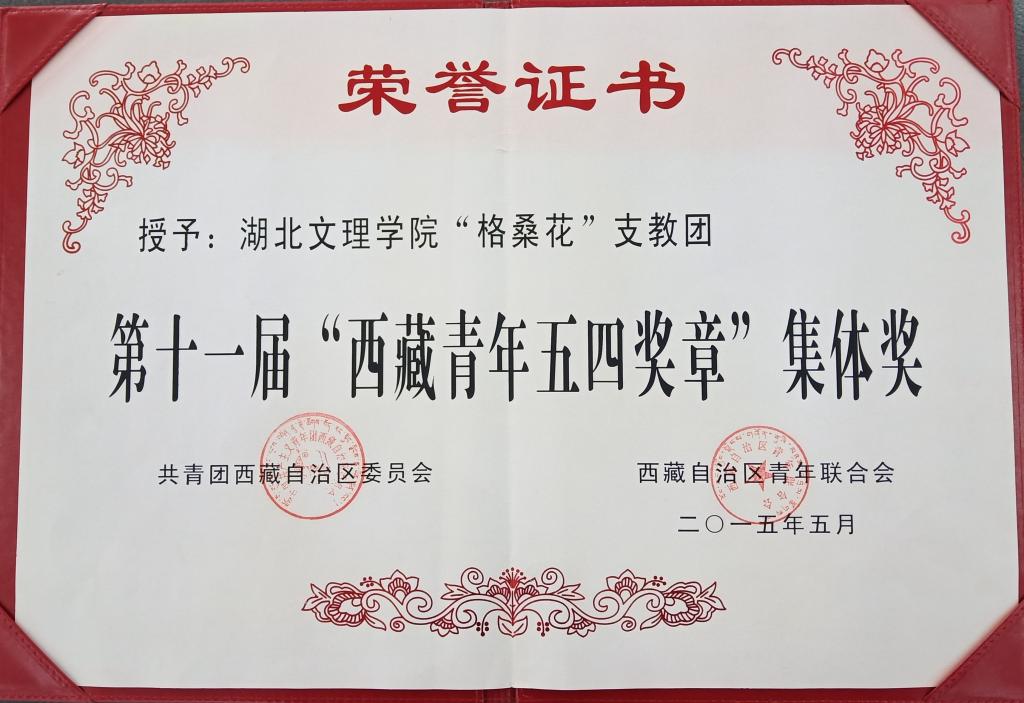 荣誉证书
授予：湖北文理学院“格桑花”支教团
第十一届“西藏青年五四奖章”集体奖
共青团西藏自治区委员会
西藏自治区青年联合会
二〇一五年五月